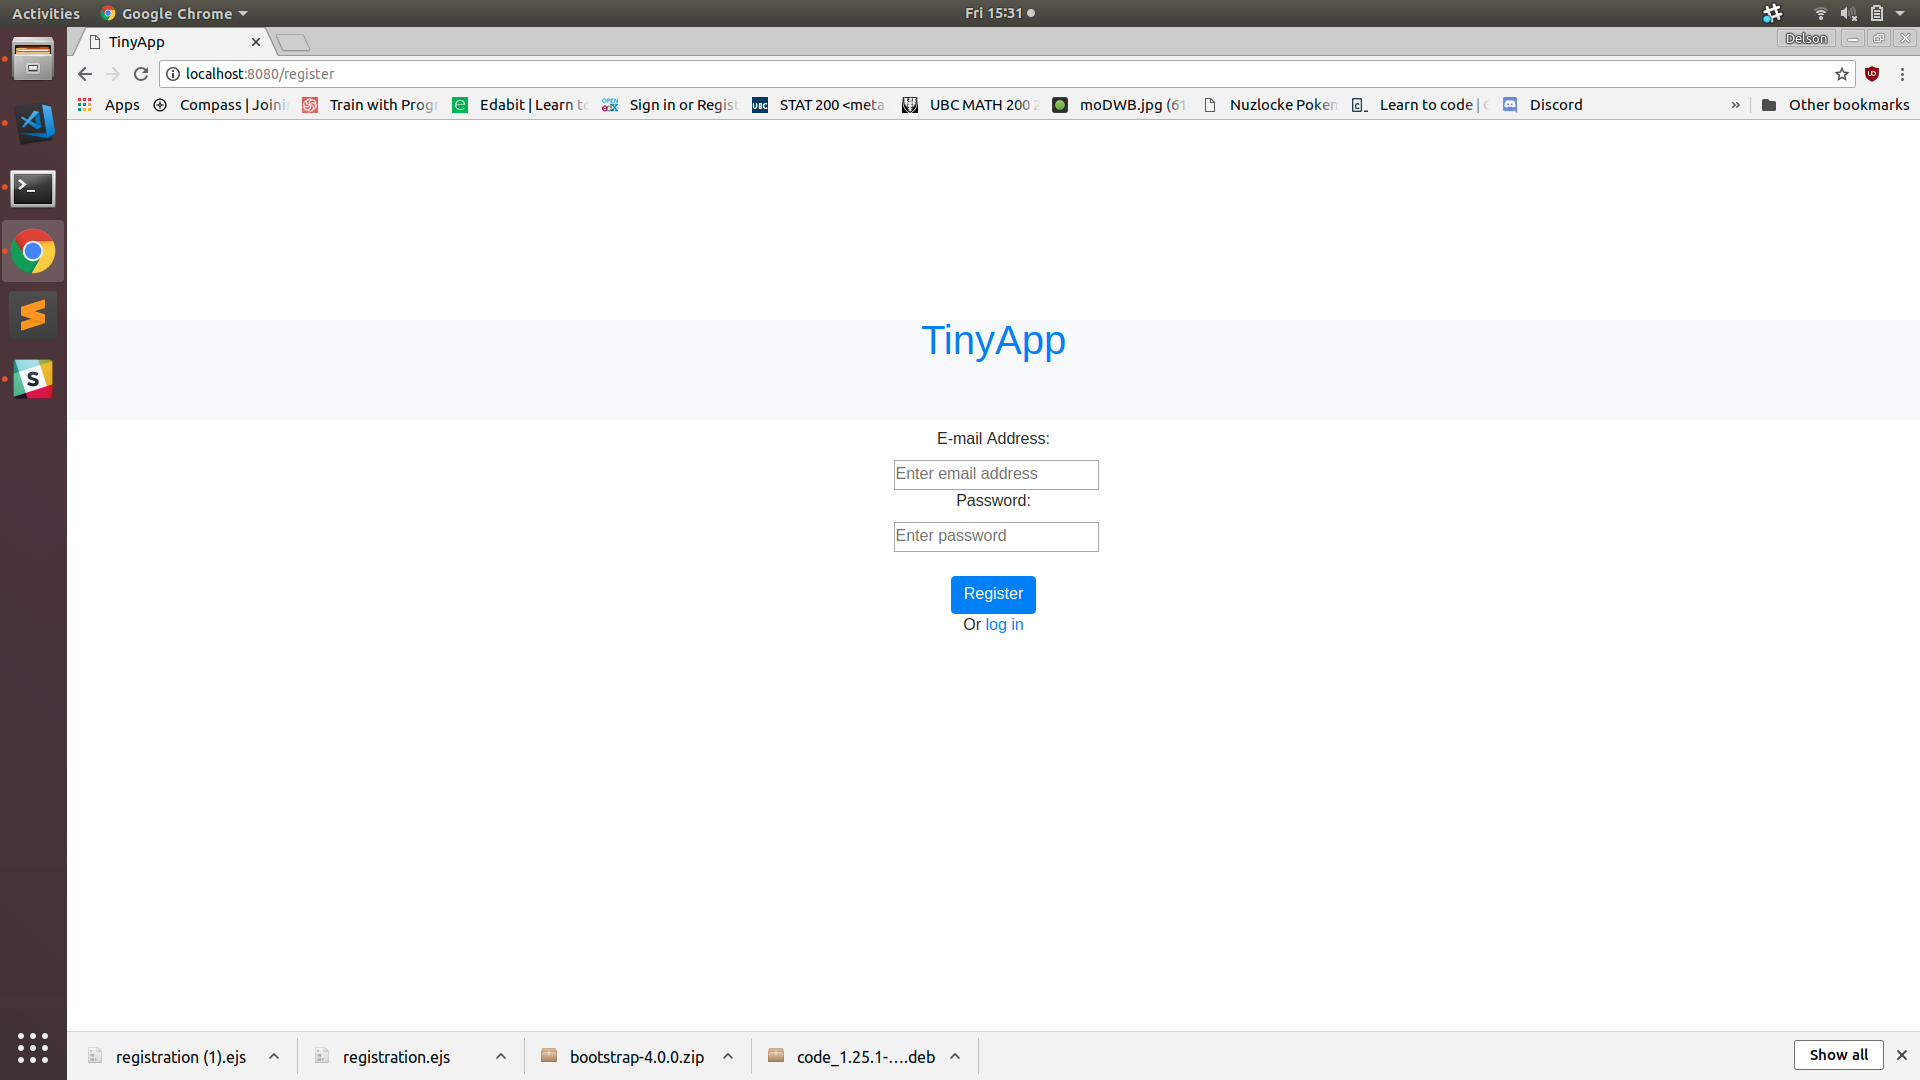 Activities
Google Chrome
Fri 15:31
TinyApp
Delson
localhost:8080/register
Apps
Compass | Joini
Train with Progr
Edabit | Learn to
Sign in or Regist
STAT 200 <meta
UBC MATH 200 2
moDWB.jpg (61
Nuzlocke Pokem
Learn to code | C
Discord
»
Other bookmarks
TinyApp
E-mail Address:
Enter email address
Password:
Enter password
Register
Or log in
registration (1).ejs
registration.ejs
bootstrap-4.0.0.zip
code_1.25.1-....deb
Show all